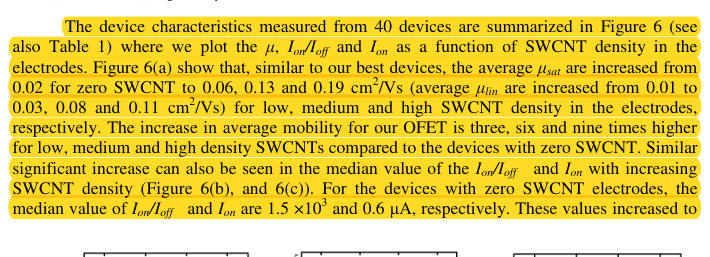 The device characteristics measured from 40 devices are summarized in Figure 6 (see
also Table 1) where we plot the μ, Ion/Ioff and Ion as a function of SWCNT density in the
electrodes. Figure 6(a) show that, similar to our best devices, the average μsat are increased from
0.02 for zero SWCNT to 0.06, 0.13 and 0.19 cm²/Vs (average μlin are increased from 0.01 to
0.03, 0.08 and 0.11 cm²/Vs) for low, medium and high SWCNT density in the electrodes,
respectively. The increase in average mobility for our OFET is three, six and nine times higher
for low, medium and high density SWCNTs compared to the devices with zero SWCNT. Similar
significant increase can also be seen in the median value of the Ion/Ioff and Ion with increasing
SWCNT density (Figure 6(b), and 6(c)). For the devices with zero SWCNT electrodes, the
median value of Ion/Ioff and Ion are 1.5 ×10³ and 0.6 μA, respectively. These values increased to